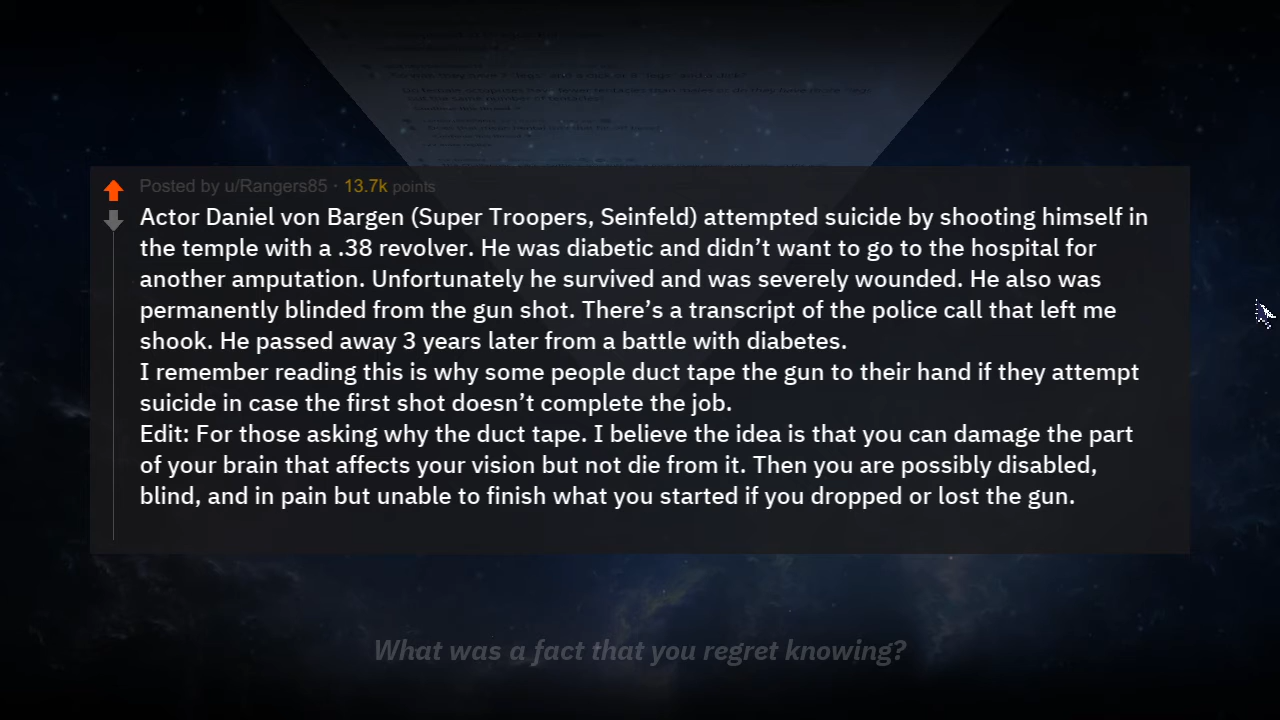 Posted by u/Rangers85 · 13.7k points
Actor Daniel von Bargen (Super Troopers, Seinfeld) attempted suicide by shooting himself in
the temple with a .38 revolver. He was diabetic and didn’t want to go to the hospital for
another amputation. Unfortunately he survived and was severely wounded. He also was
permanently blinded from the gun shot. There’s a transcript of the police call that left me
shook. He passed away 3 years later from a battle with diabetes.
I remember reading this is why some people duct tape the gun to their hand if they attempt
suicide in case the first shot doesn’t complete the job.
Edit: For those asking why the duct tape. I believe the idea is that you can damage the part
of your brain that affects your vision but not die from it. Then you are possibly disabled,
blind, and in pain but unable to finish what you started if you dropped or lost the gun.
What was a fact that you regret knowing?